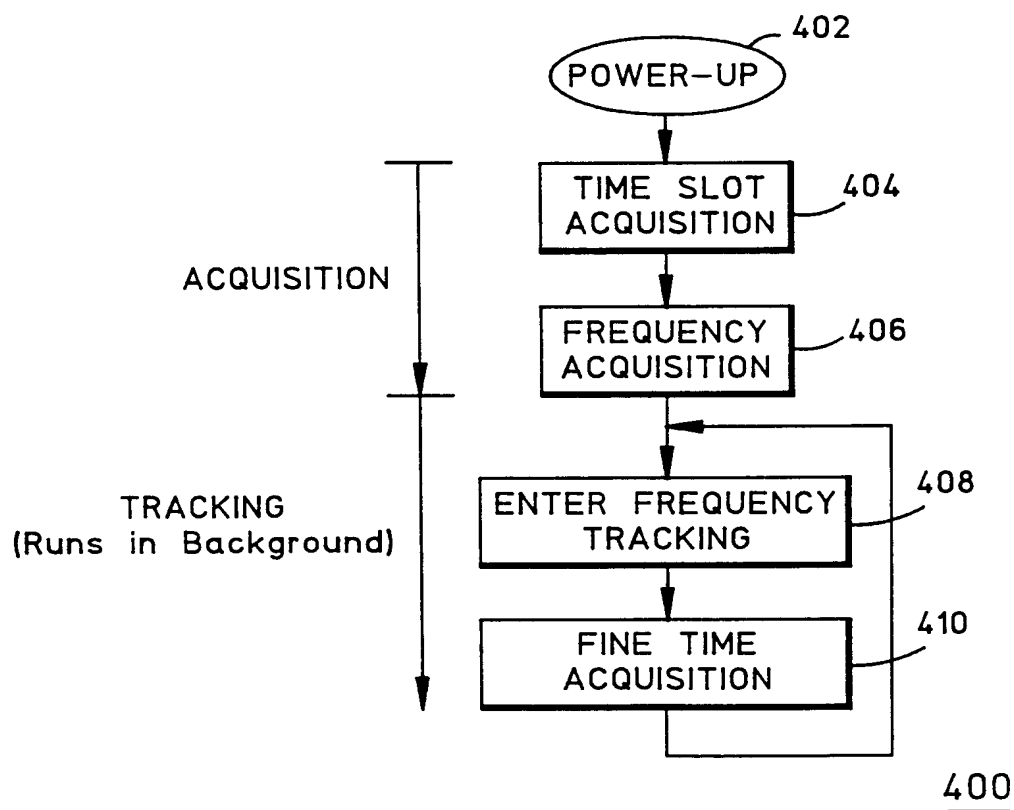 402
POWER-UP
TIME SLOT
ACQUISITION
404
ACQUISITION
FREQUENCY
ACQUISITION
406
TRACKING
(Runs in Background)
ENTER FREQUENCY
TRACKING
408
FINE TIME
ACQUISITION
410
400